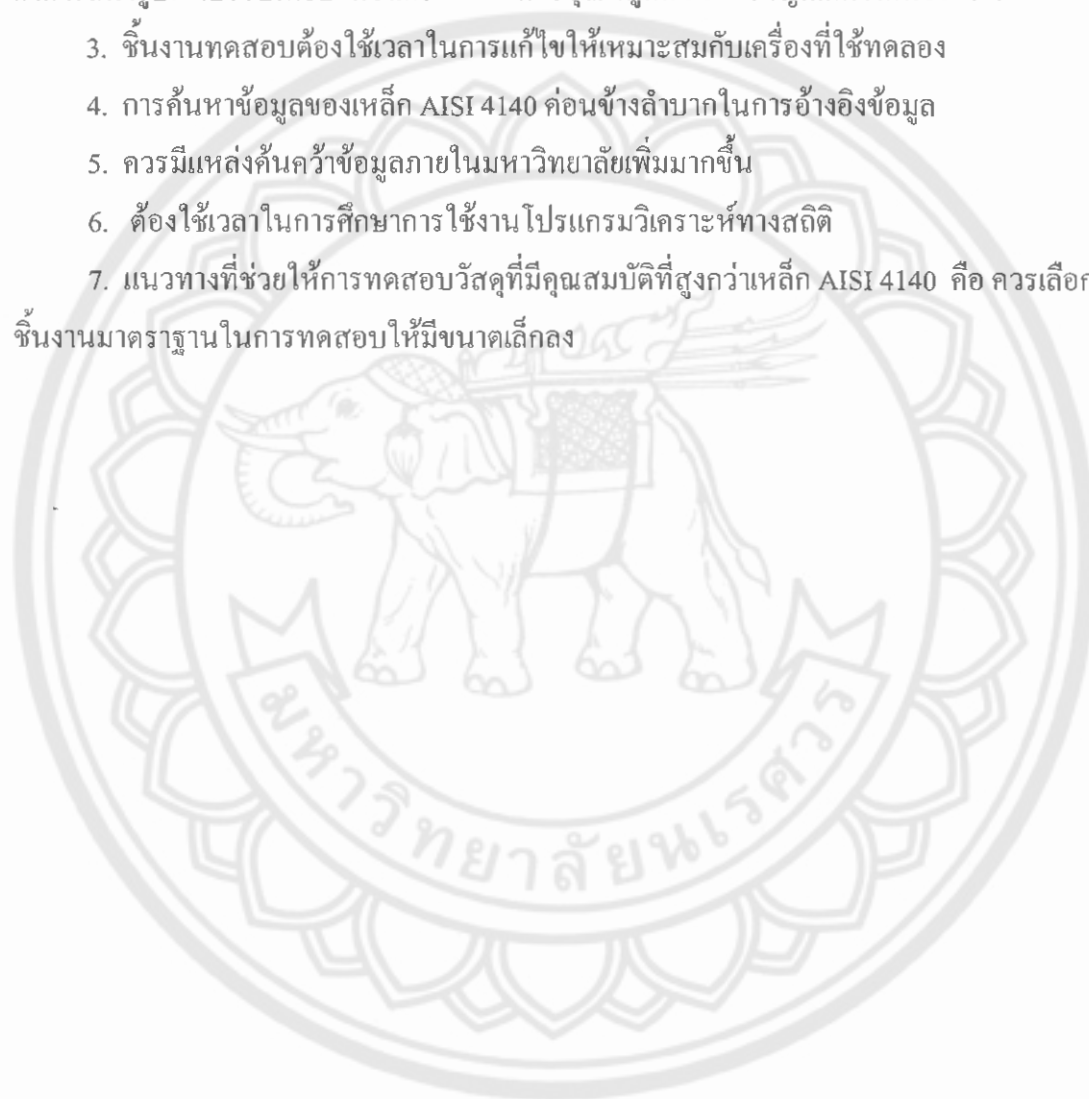 3. ชิ้นงานทดสอบต้องใช้เวลาในการแก้ไขให้เหมาะสมกับเครื่องที่ใช้ทดลอง
4. การค้นหาข้อมูลของเหล็ก AISI 4140 ค่อนข้างลำบากในการอ้างอิงข้อมูล
5. ควรมีแหล่งค้นคว้าข้อมูลภายในมหาวิทยาลัยเพิ่มมากขึ้น
6. ต้องใช้เวลาในการศึกษาการใช้งานโปรแกรมวิเคราะห์ทางสถิติ
7. แนวทางที่ช่วยให้การทดสอบวัสดุที่มีคุณสมบัติที่สูงกว่าเหล็ก AISI 4140 คือ ควรเลือก
ชิ้นงานมาตราฐานในการทดสอบให้มีขนาดเล็กลง
มหาวิทยาลัยนเรศวร